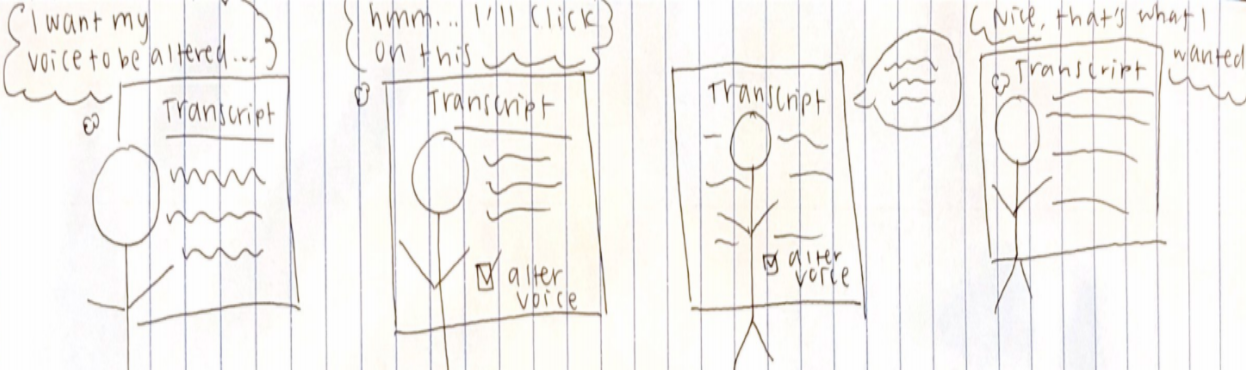 I want my
voice to be altered...
Transcript
hmm... I'll click
on this
Transcript
alter
voice
Transcript
alter
voice
Nice, that's what I
wanted
Transcript